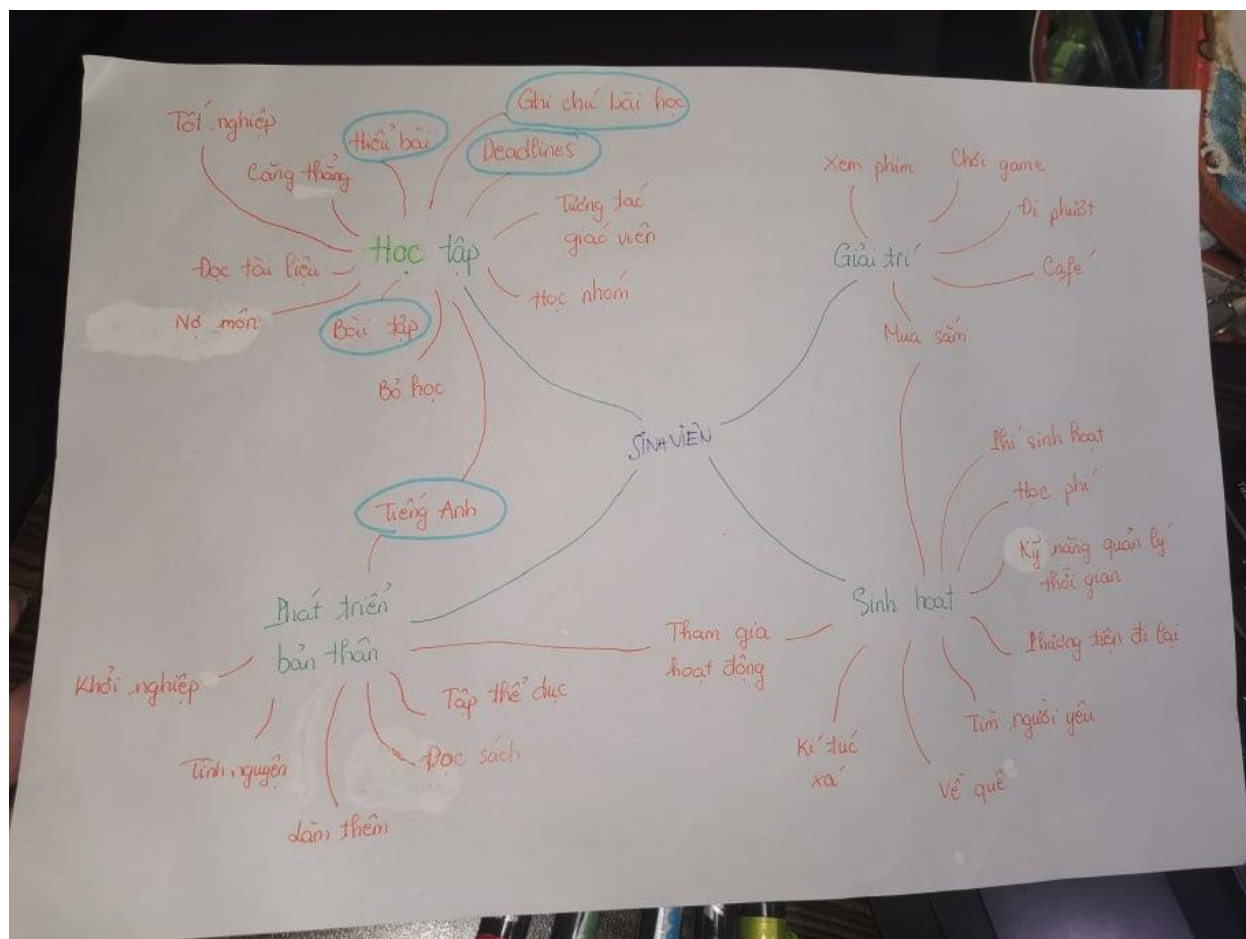 Ghi chú bài học
Tốt nghiệp
Hiểu bài
Deadlines
Căng thẳng
Tương tác
giáo viên
Học tập
Đọc tài liệu
Học nhóm
Nợ môn
Bài tập
Bỏ học
Xem phim
Chơi game
Đi phượt
Giải trí
Café
Mua sắm
SINH VIÊN
Tiếng Anh
Phát triển
bản thân
Khởi nghiệp
Tình nguyện
Làm thêm
Đọc sách
Tập thể dục
Tham gia
hoạt động
Sinh hoạt
Phí sinh hoạt
Học phí
Kỹ năng quản lý
thời gian
Phương tiện đi lại
Tìm người yêu
Về quê
Kí túc
xá